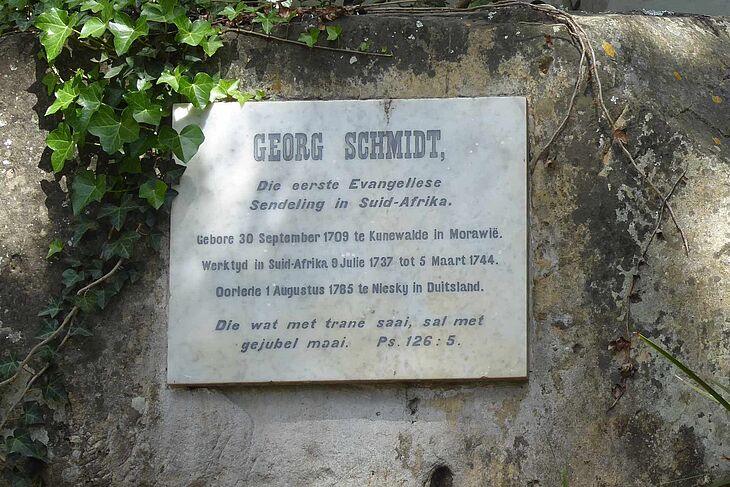 GEORG SCHMIDT,
Die eerste Evangeliese
Sendeling in Suid-Afrika.
Gebore 30 September 1709 te Kunewalde in Morawië.
Werktyd in Suid-Afrika 9 Julie 1737 tot 5 Maart 1744.
Oorlede 1 Augustus 1785 te Niesky in Duitsland.
Die wat met trane saai, sal met
gejubel maai. Ps. 126 : 5.